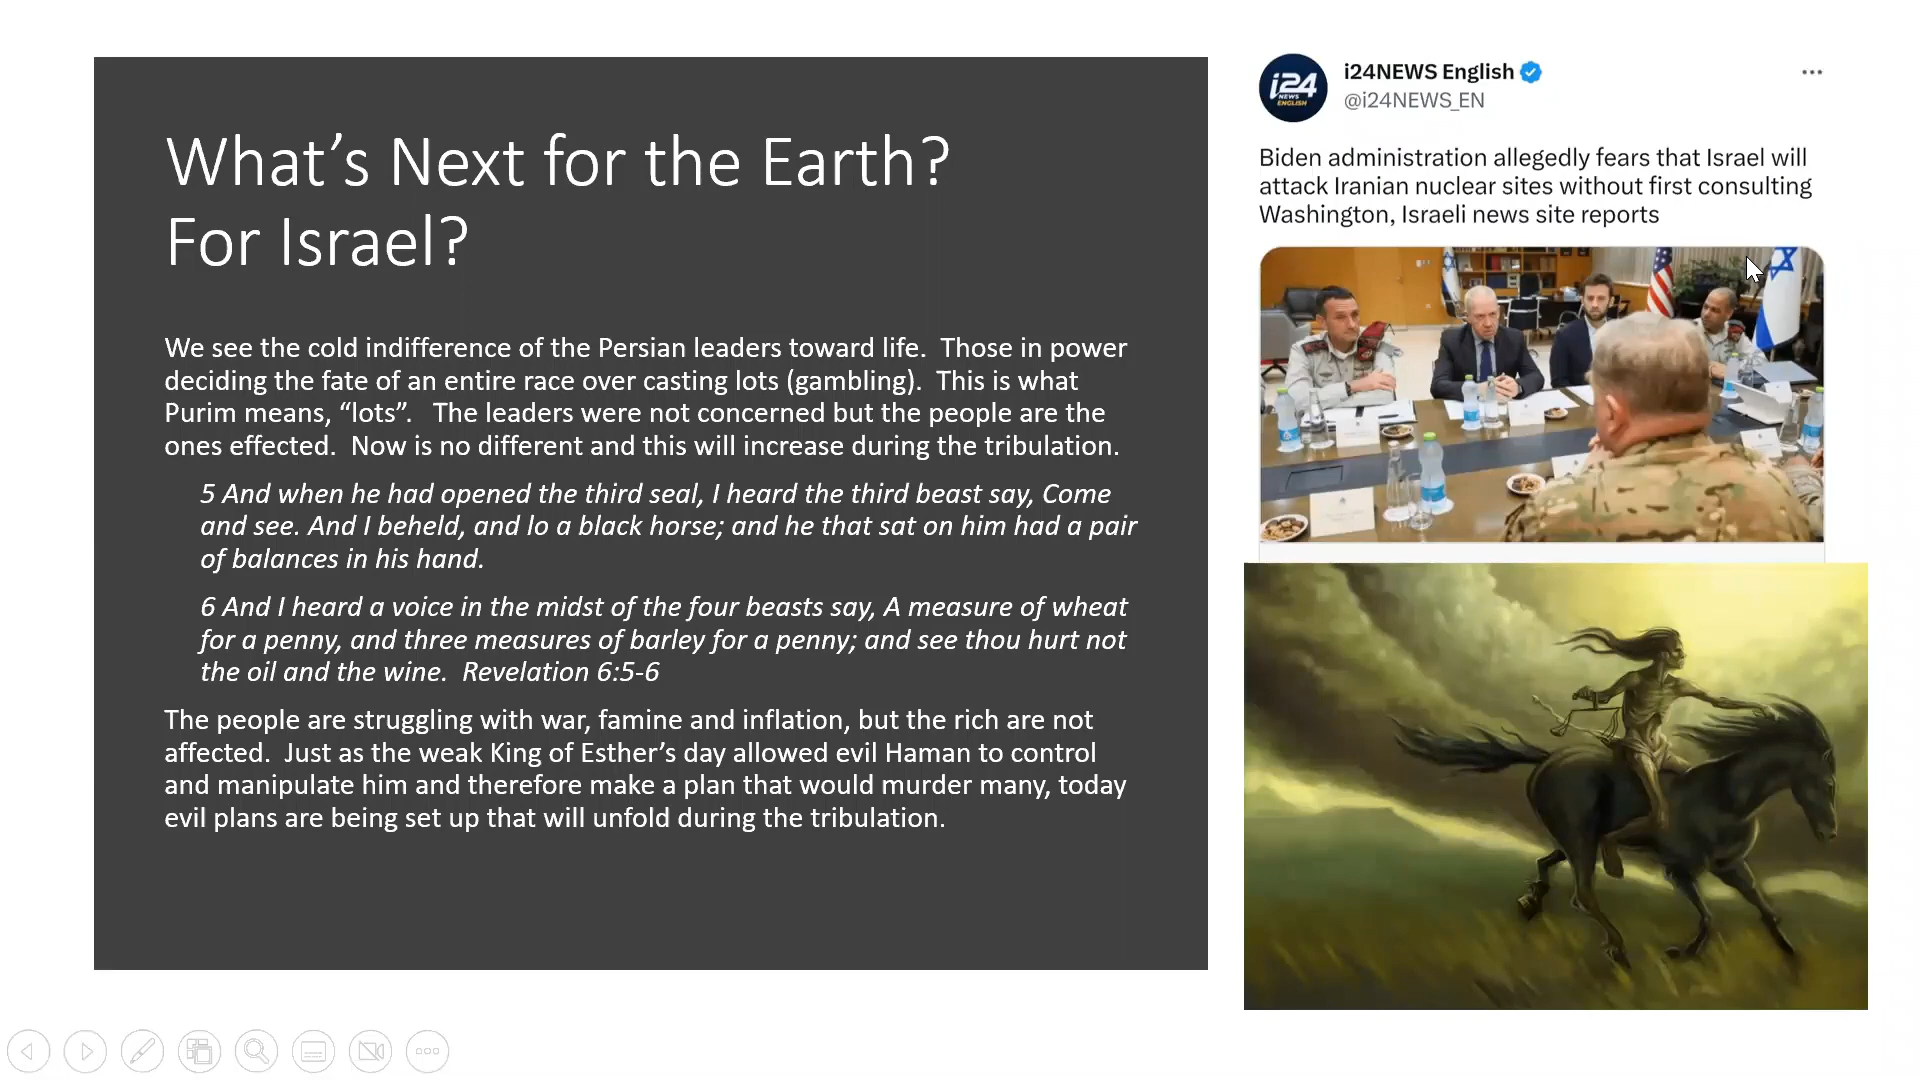 What's Next for the Earth?
For Israel?
We see the cold indifference of the Persian leaders toward life.  Those in power
deciding the fate of an entire race over casting lots (gambling).  This is what
Purim means, “lots”.   The leaders were not concerned but the people are the
ones effected.  Now is no different and this will increase during the tribulation.
5 And when he had opened the third seal, I heard the third beast say, Come
and see. And I beheld, and lo a black horse; and he that sat on him had a pair
of balances in his hand.
6 And I heard a voice in the midst of the four beasts say, A measure of wheat
for a penny, and three measures of barley for a penny; and see thou hurt not
the oil and the wine.  Revelation 6:5-6
The people are struggling with war, famine and inflation, but the rich are not
affected.  Just as the weak King of Esther's day allowed evil Haman to control
and manipulate him and therefore make a plan that would murder many, today
evil plans are being set up that will unfold during the tribulation.
i24
NEWS
ENGLISH
i24NEWS English
@i24NEWS_EN
Biden administration allegedly fears that Israel will
attack Iranian nuclear sites without first consulting
Washington, Israeli news site reports